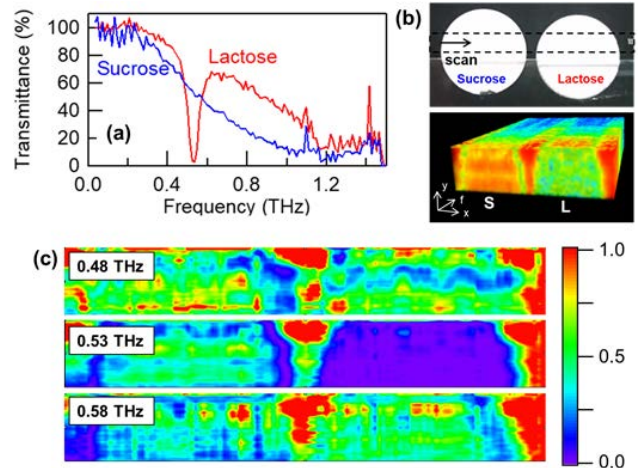 (a)
Transmittance (%)
100
80
60
40
20
0
Sucrose
Lactose
0.0
0.4
0.8
1.2
Frequency (THz)
(b)
scan
Sucrose
Lactose
y
f
x
S
L
(c)
0.48 THz
0.53 THz
0.58 THz
1.0
0.5
0.0